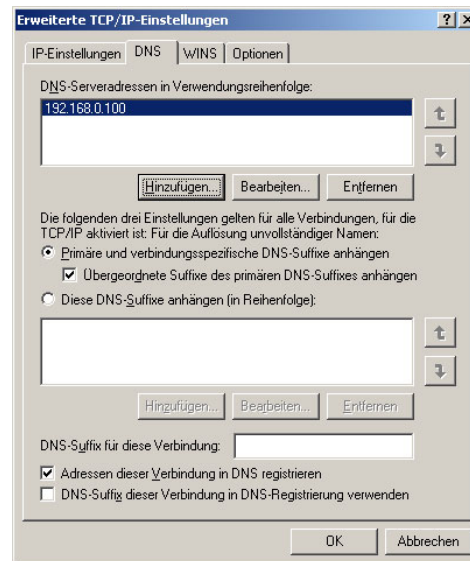 Erweiterte TCP/IP-Einstellungen
IP-Einstellungen DNS WINS Optionen
DNS-Serveradressen in Verwendungsreihenfolge:
192.168.0.100
Hinzufügen... Bearbeiten... Entfernen
Die folgenden drei Einstellungen gelten für alle Verbindungen, für die
TCP/IP aktiviert ist: Für die Auflösung unvollständiger Namen:
Primäre und verbindungsspezifische DNS-Suffixe anhängen
Übergeordnete Suffixe des primären DNS-Suffixes anhängen
Diese DNS-Suffixe anhängen (in Reihenfolge):
Hinzufügen... Bearbeiten... Entfernen
DNS-Suffix für diese Verbindung:
Adressen dieser Verbindung in DNS registrieren
DNS-Suffix dieser Verbindung in DNS-Registrierung verwenden
OK Abbrechen